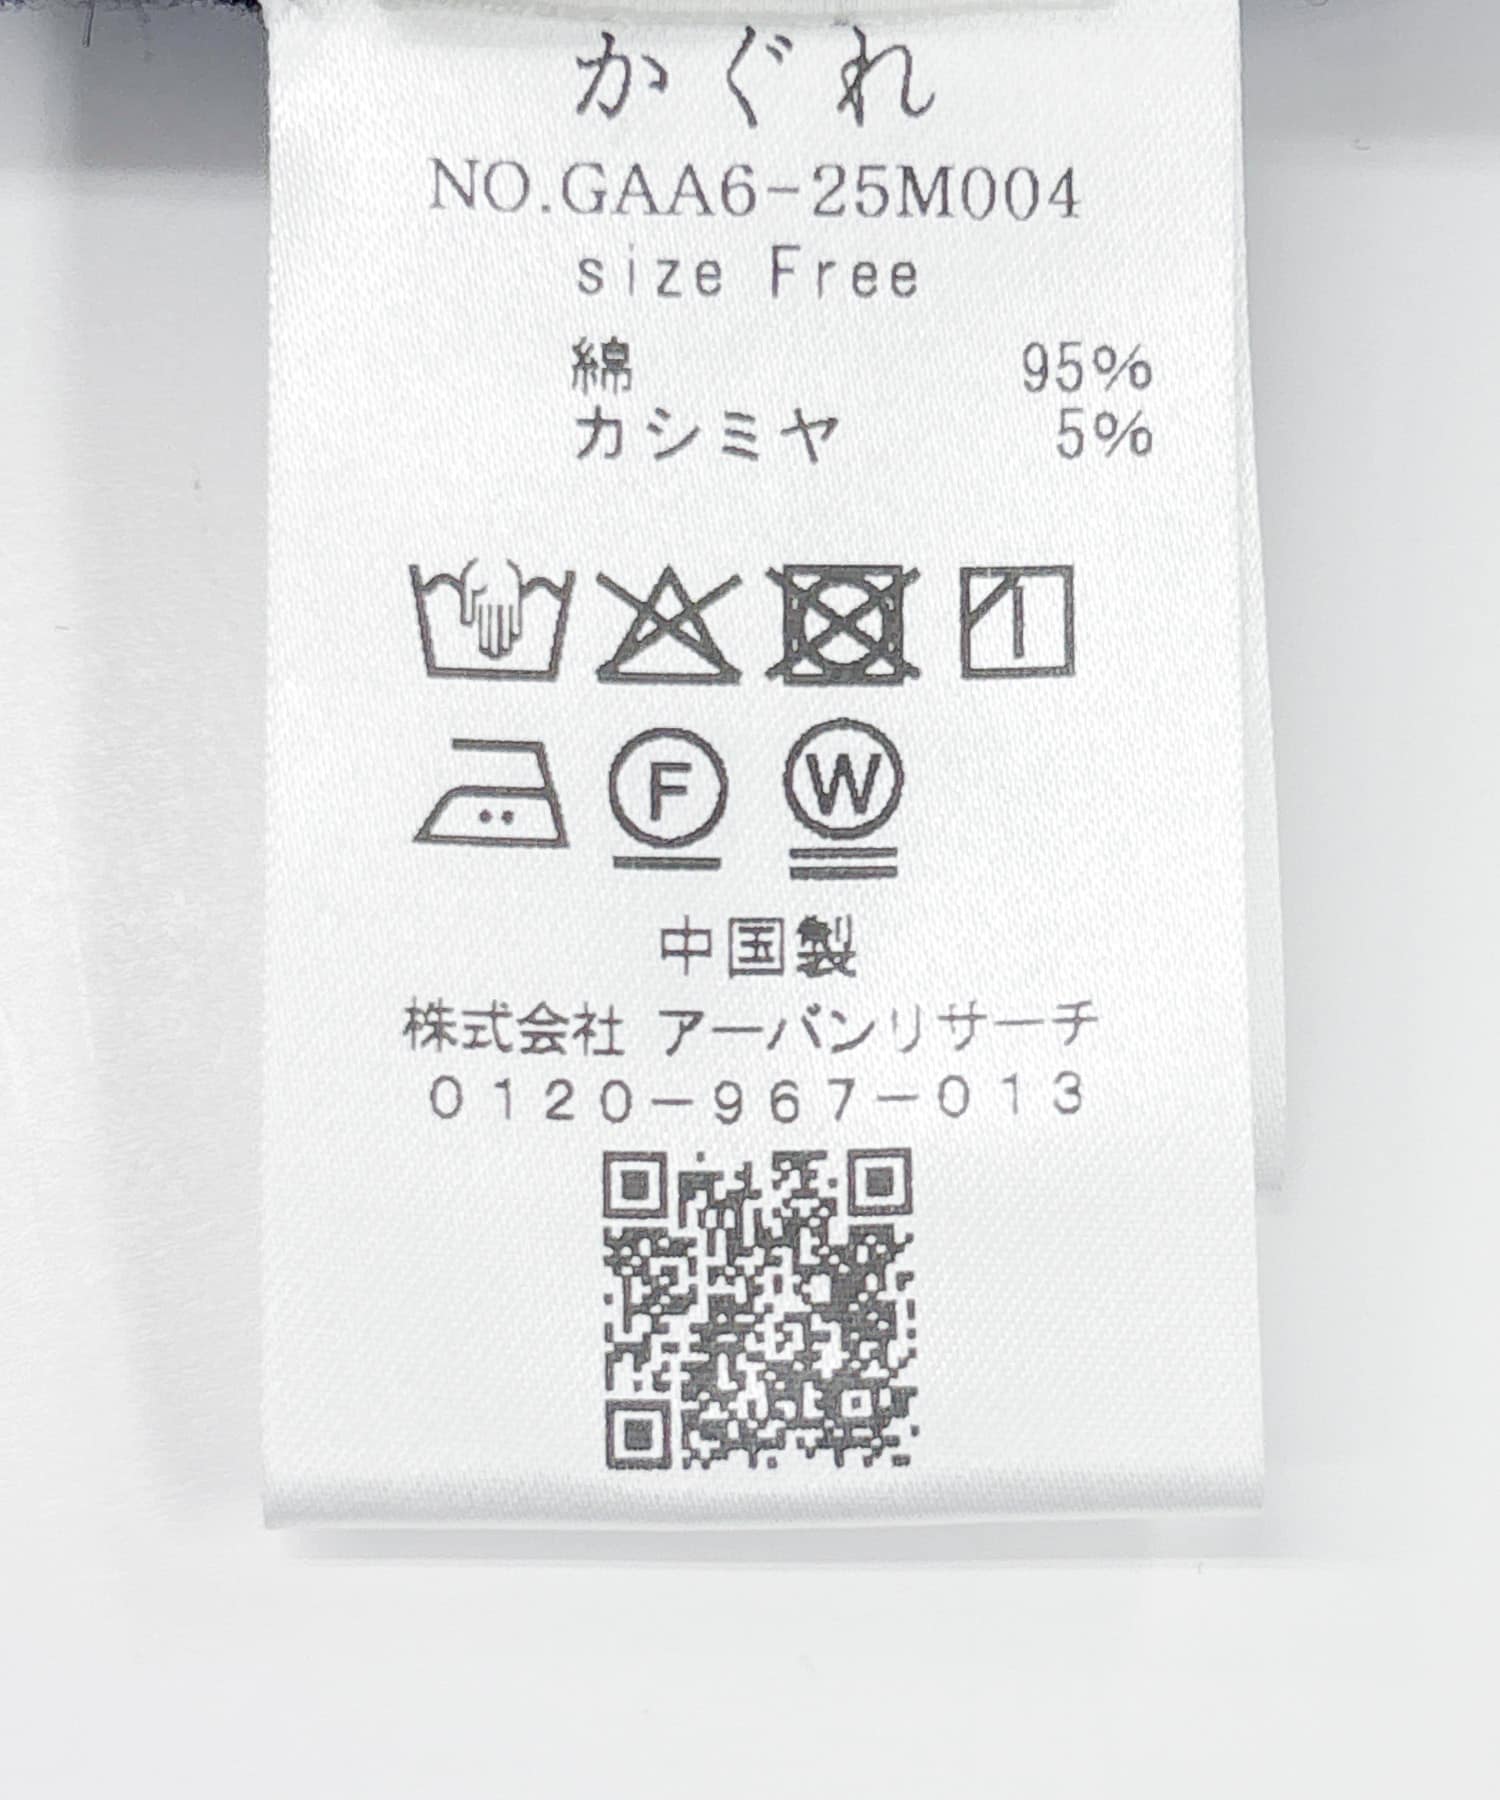 かぐれ
NO.GAA6-25M004
size Free
綿 95%
カシミヤ 5%
F W
中国製
株式会社 アーバンリサーチ
0120-967-013